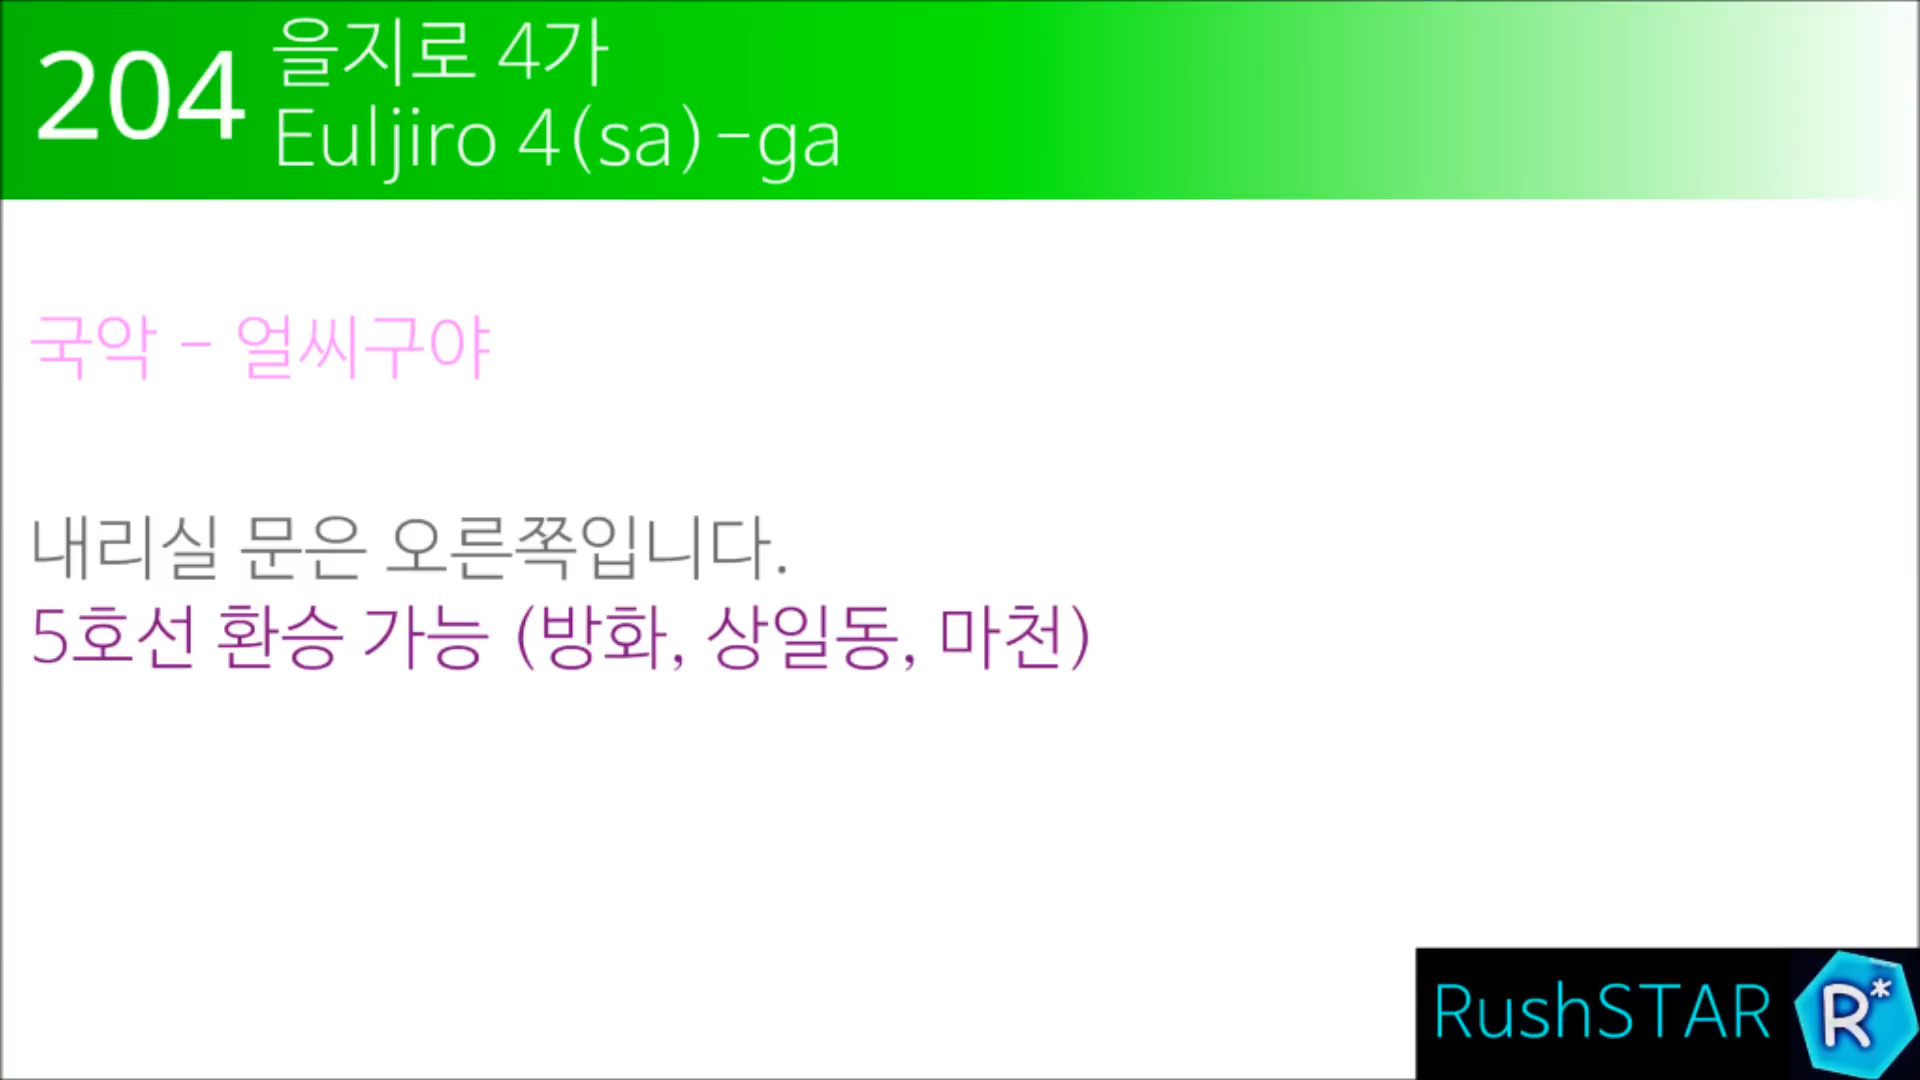 204
을지로 4가
Euljiro 4(sa)-ga
국악 - 얼씨구야
내리실 문은 오른쪽입니다.
5호선 환승 가능 (방화, 상일동, 마천)
RushSTAR
R*